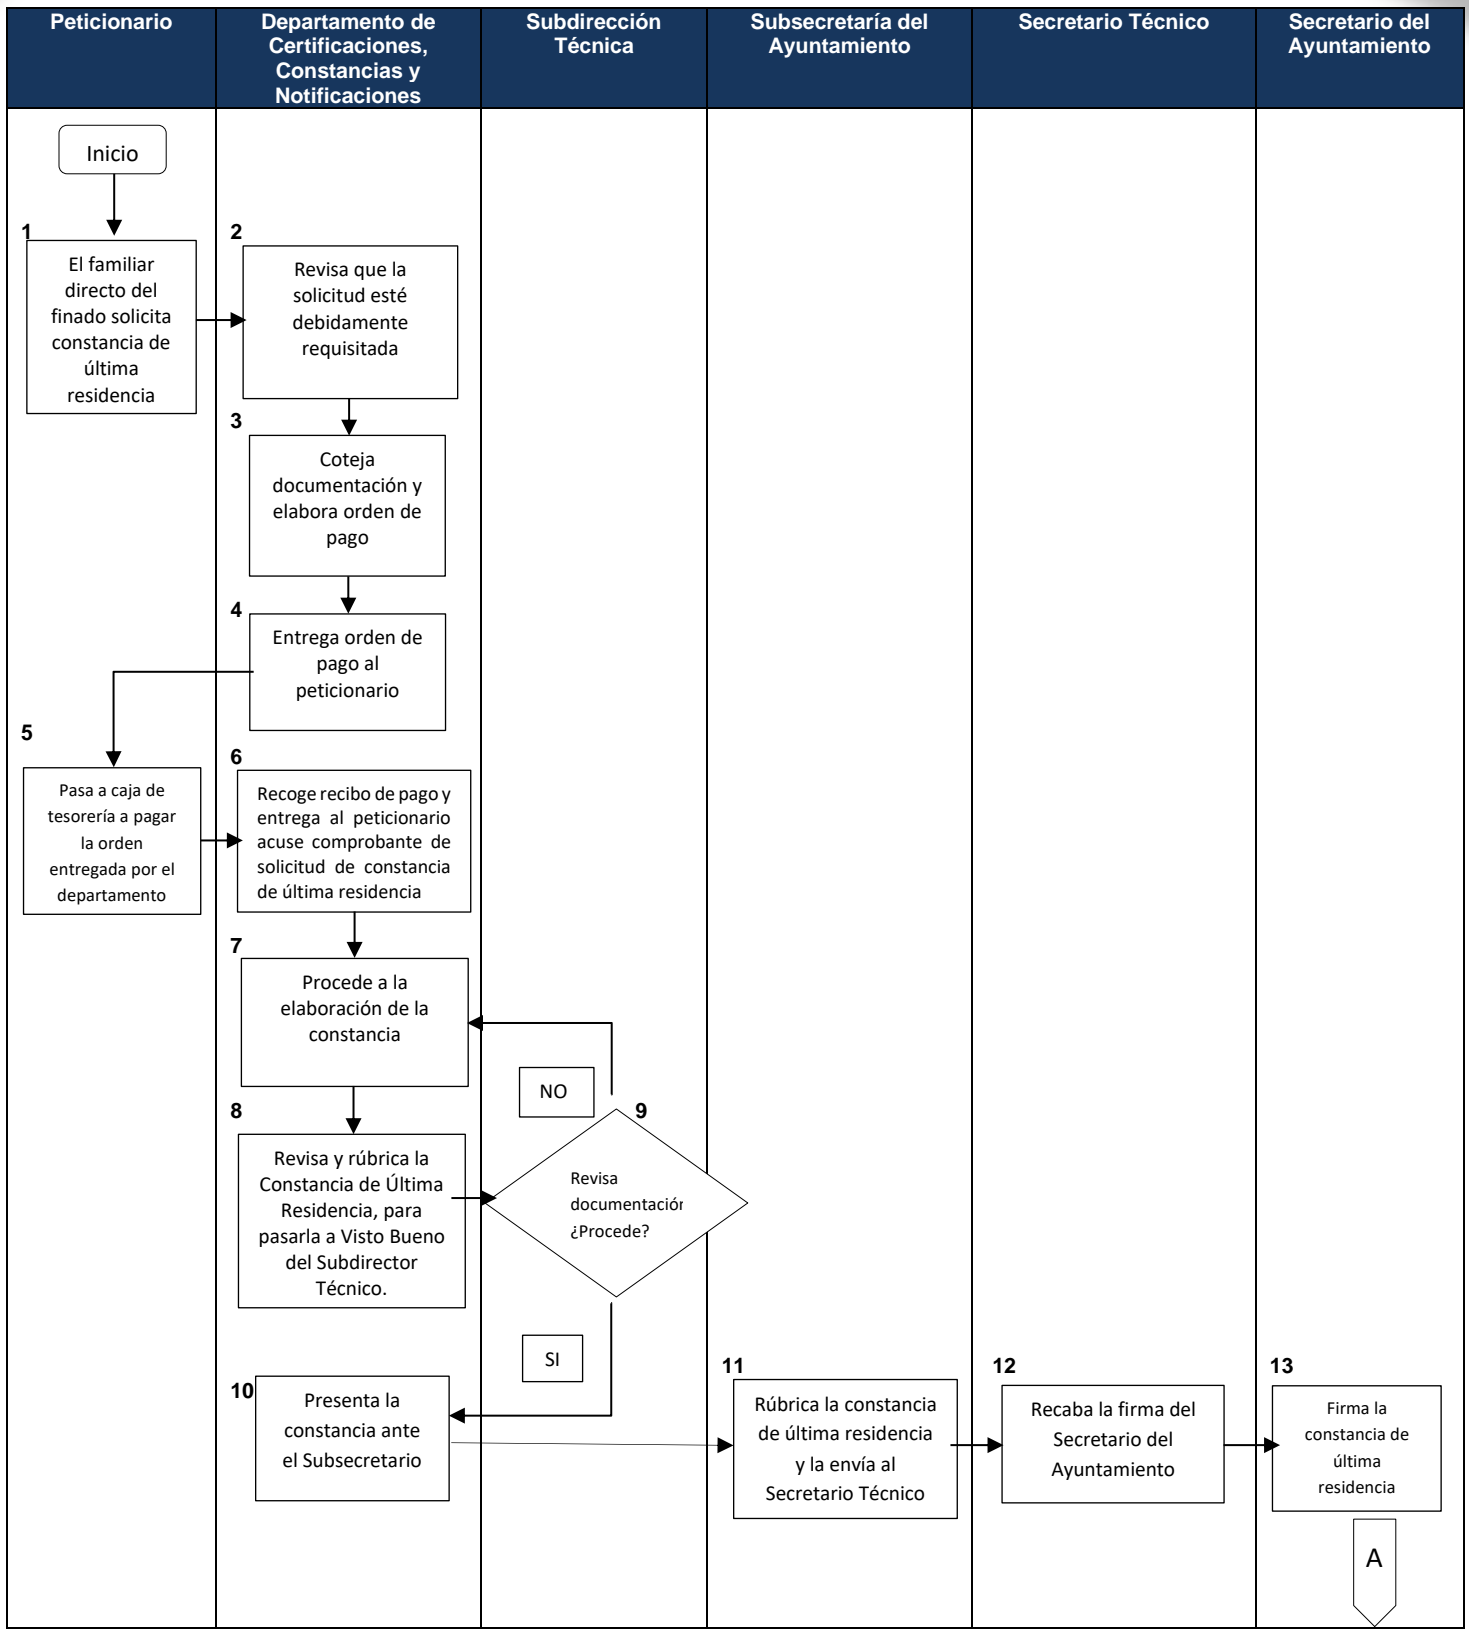 Peticionario
Departamento de
Certificaciones,
Constancias y
Notificaciones
Subdirección
Técnica
Subsecretaría del
Ayuntamiento
Secretario Técnico
Secretario del
Ayuntamiento
Inicio
1
El familiar
directo del
finado solicita
constancia de
última
residencia
2
Revisa que la
solicitud esté
debidamente
requisitada
3
Coteja
documentación y
elabora orden de
pago
4
Entrega orden de
pago al
peticionario
5
Pasa a caja de
tesorería a pagar
la orden
entregada por el
departamento
6
Recoge recibo de pago y
entrega al peticionario
acuse comprobante de
solicitud de constancia
de última residencia
7
Procede a la
elaboración de la
constancia
NO
8
Revisa y rúbrica la
Constancia de Última
Residencia, para
pasarla a Visto Bueno
del Subdirector
Técnico.
9
Revisa
documentación
¿Procede?
SI
10
Presenta la
constancia ante
el Subsecretario
11
Rúbrica la constancia
de última residencia
y la envía al
Secretario Técnico
12
Recaba la firma del
Secretario del
Ayuntamiento
13
Firma la
constancia de
última
residencia
A